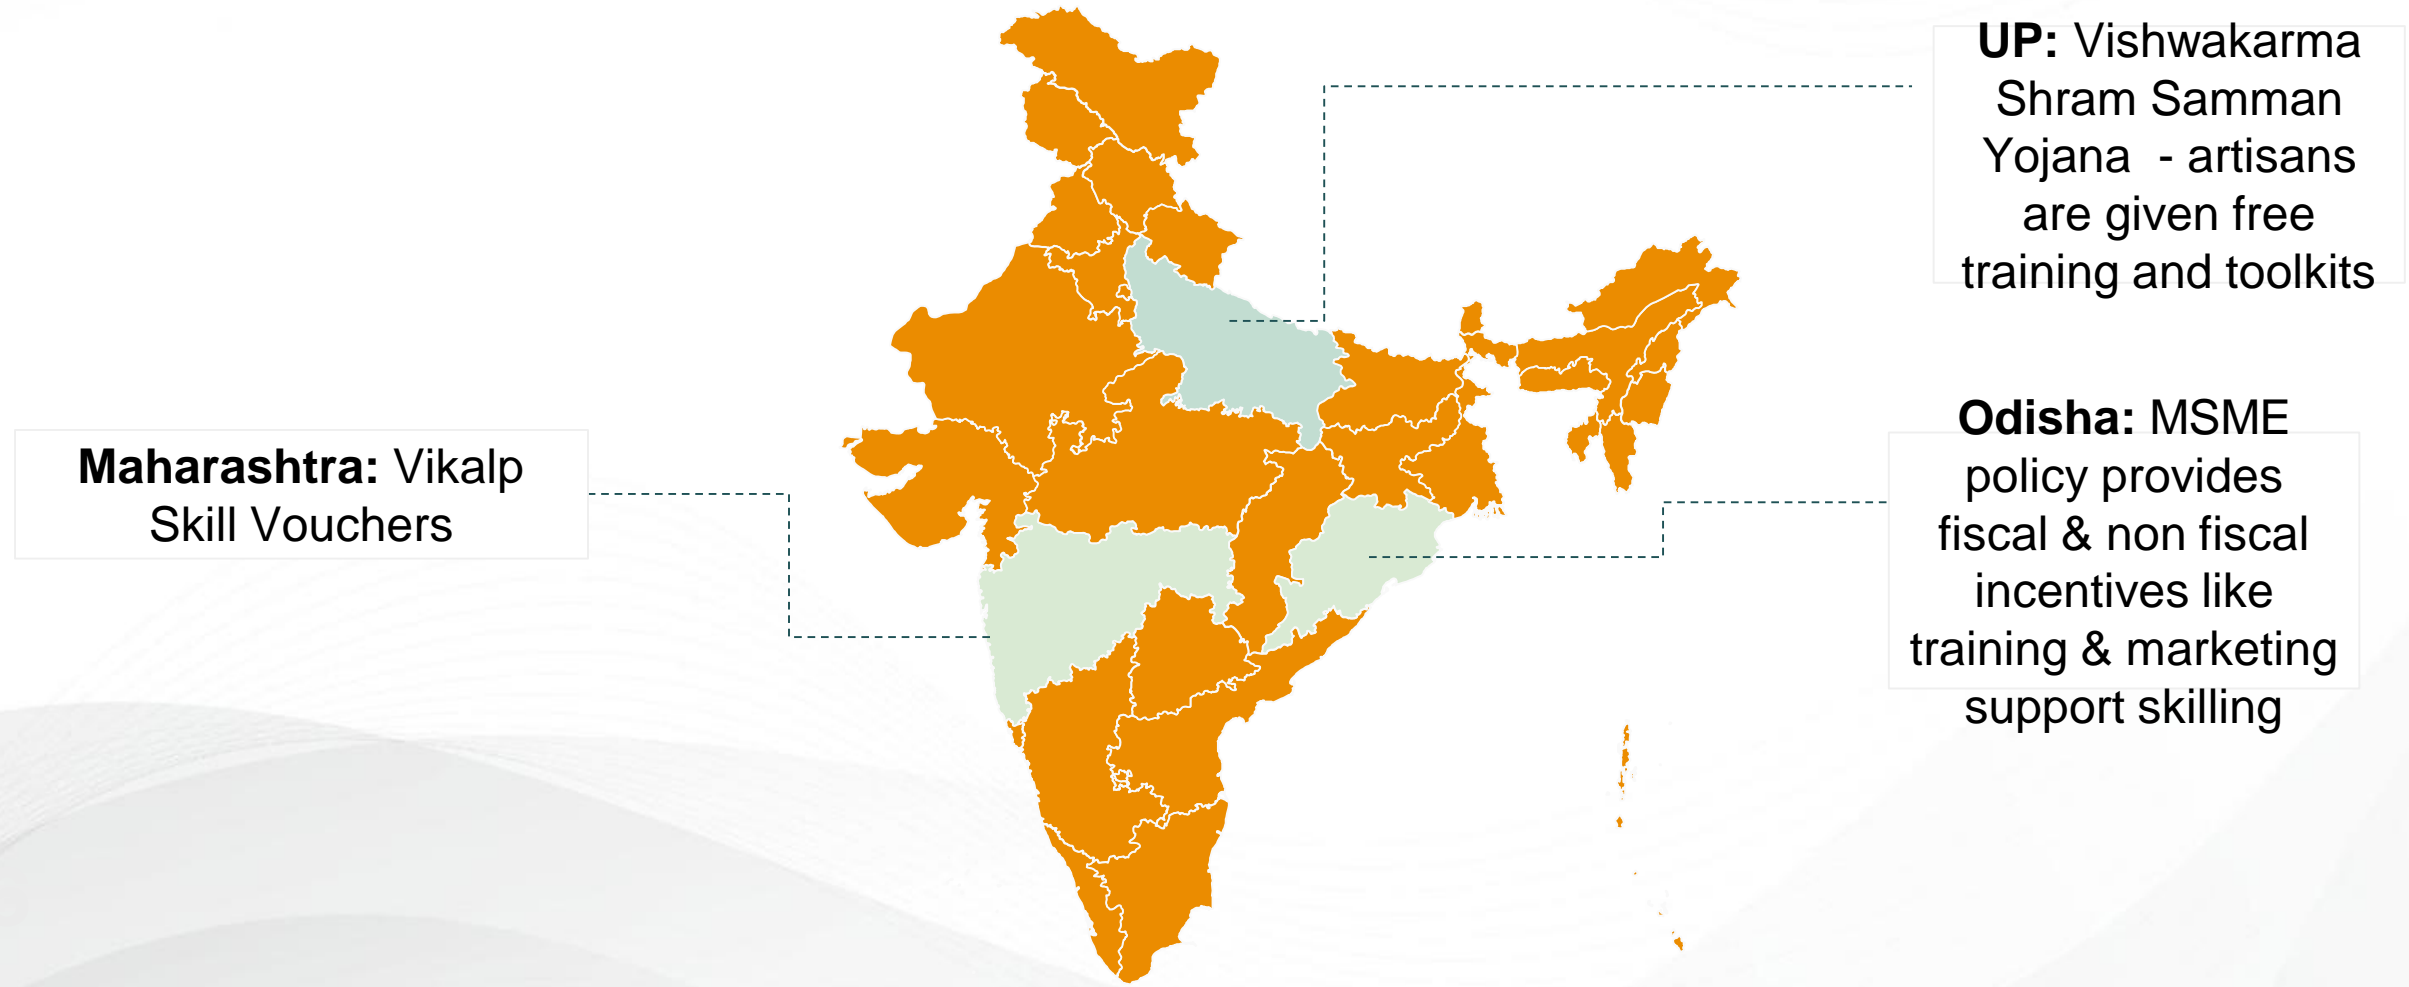 UP: Vishwakarma
Shram Samman
Yojana  - artisans
are given free
training and toolkits
Maharashtra: Vikalp
Skill Vouchers
Odisha: MSME
policy provides
fiscal & non fiscal
incentives like
training & marketing
support skilling